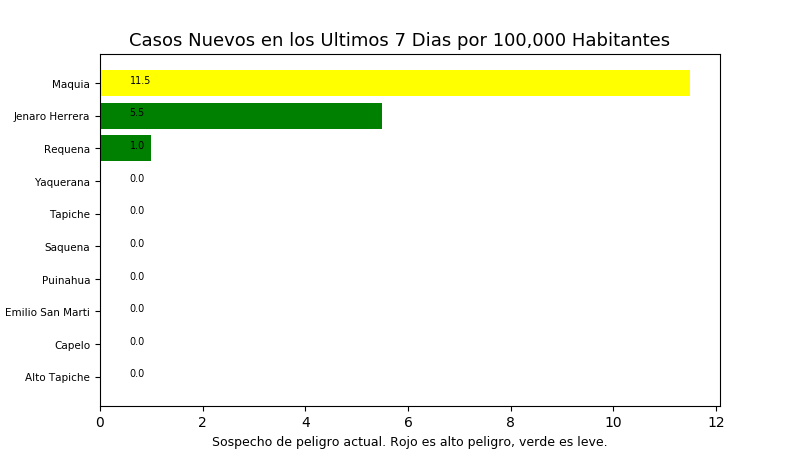 Casos Nuevos en los Ultimos 7 Dias por 100,000 Habitantes
Maquia 11.5
Jenaro Herrera 5.5
Requena 1.0
Yaquerana 0.0
Tapiche 0.0
Saquena 0.0
Puinahua 0.0
Emilio San Marti 0.0
Capelo 0.0
Alto Tapiche 0.0
0 2 4 6 8 10 12
Sospecho de peligro actual. Rojo es alto peligro, verde es leve.